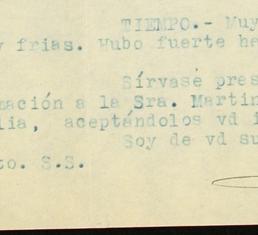 TIEMPO.- Muy
y frias. Hubo fuerte he
Sírvase pres
mación a la Sra. Martin
lia, aceptándolos vd i
Soy de vd su
to. S.S.